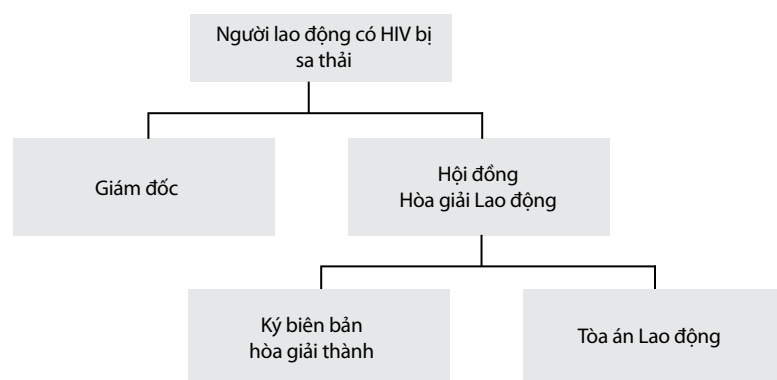 Người lao động có HIV bị
sa thải
Giám đốc
Hội đồng
Hòa giải Lao động
Ký biên bản
hòa giải thành
Tòa án Lao động